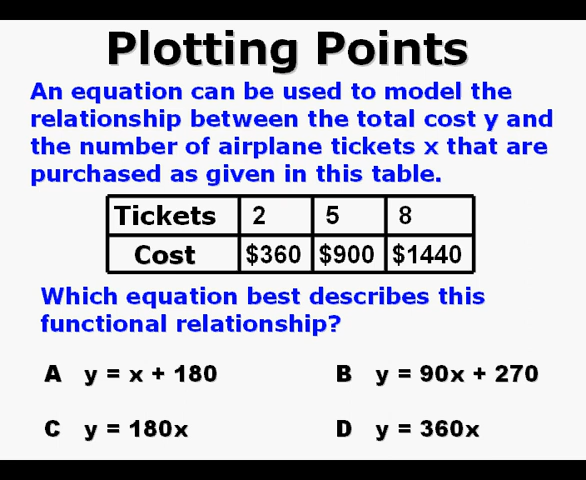 Plotting Points
An equation can be used to model the
relationship between the total cost y and
the number of airplane tickets x that are
purchased as given in this table.
Tickets 2 5 8
Cost $360 $900 $1440
Which equation best describes this
functional relationship?
A y = x + 180 B y = 90x + 270
C y = 180x D y = 360x